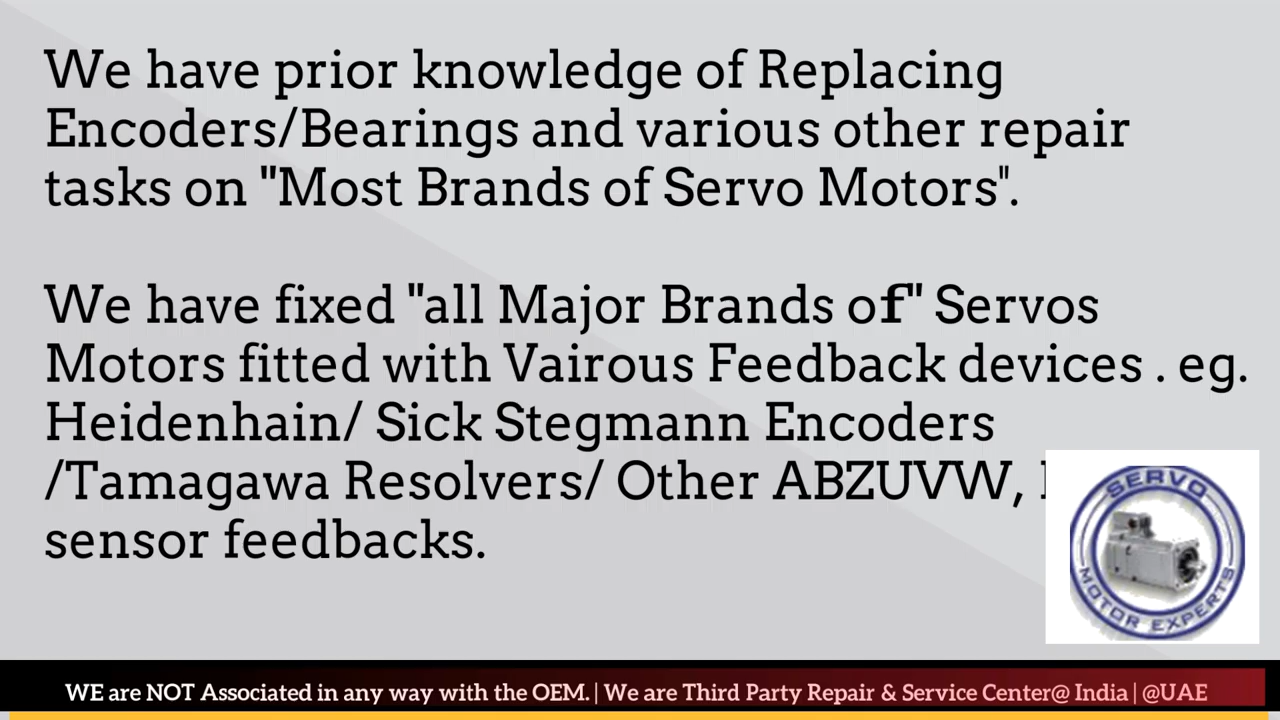 We have prior knowledge of Replacing
Encoders/Bearings and various other repair
tasks on "Most Brands of Servo Motors".
We have fixed "all Major Brands of" Servos
Motors fitted with Vairous Feedback devices . eg.
Heidenhain/ Sick Stegmann Encoders
/Tamagawa Resolvers/ Other ABZUVW,
sensor feedbacks.
SERVO
MOTOR EXPERTS
WE are NOT Associated in any way with the OEM. | We are Third Party Repair & Service Center@ India | @UAE